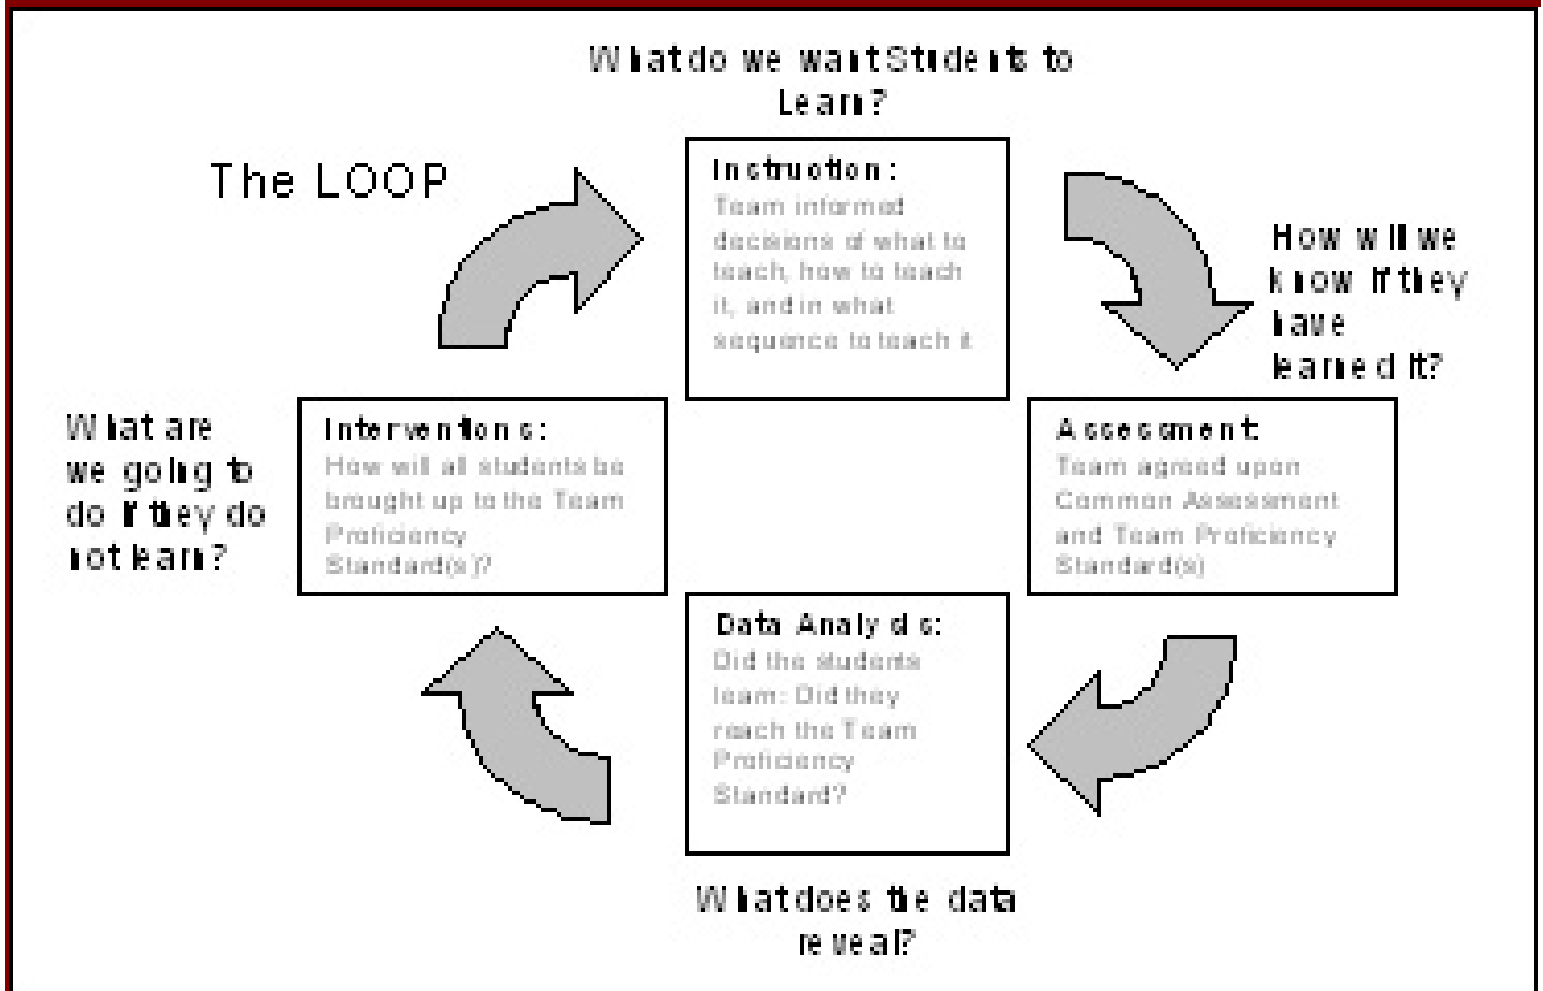 What do we want Students to
Learn?
The LOOP
Instruction:
Team informed
decisions of what to
teach, how to teach
it, and in what
sequence to teach it
How will we
know if they
have
learned it?
What are
we going to
do if they do
not learn?
Interventions:
How will all students be
brought up to the Team
Proficiency
Standard(s)?
Assessment:
Team agreed upon
Common Assessment
and Team Proficiency
Standard(s)
Data Analysis:
Did the students
learn: Did they
reach the Team
Proficiency
Standard?
What does the data
reveal?